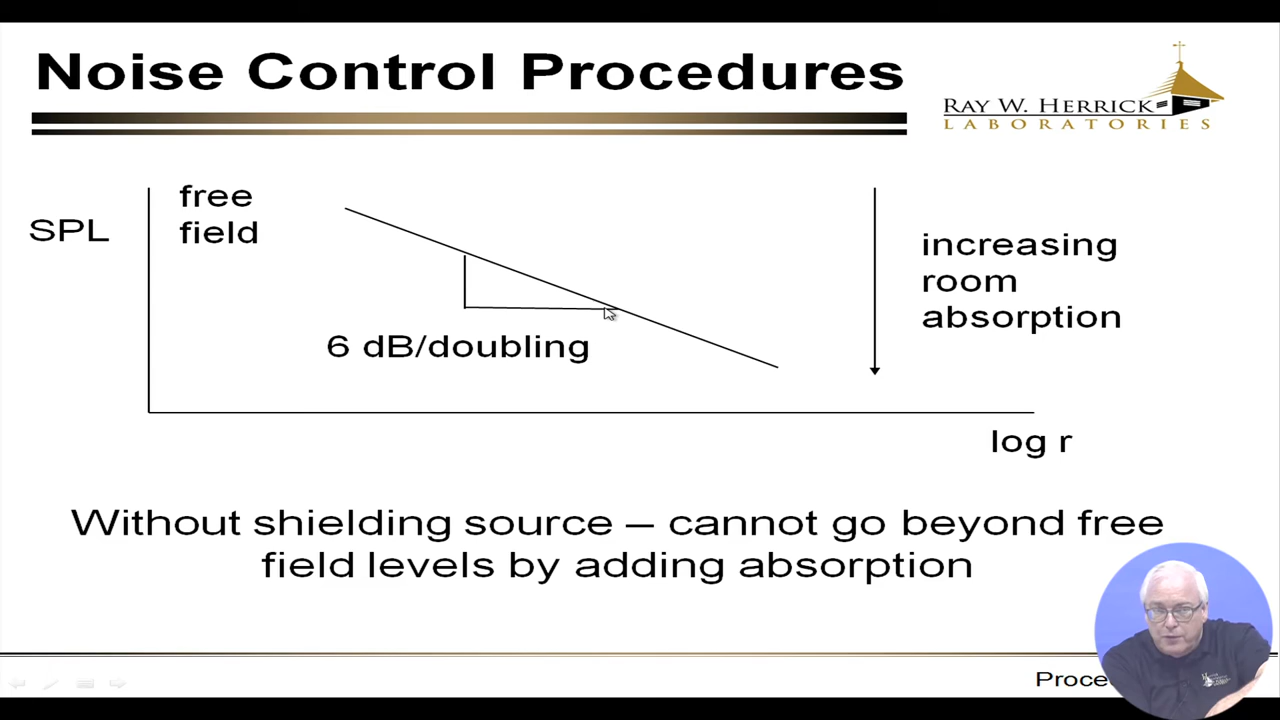 Noise Control Procedures
RAY W. HERRICK
LABORATORIES
free
field
SPL
increasing
room
absorption
6 dB/doubling
log r
Without shielding source – cannot go beyond free
field levels by adding absorption